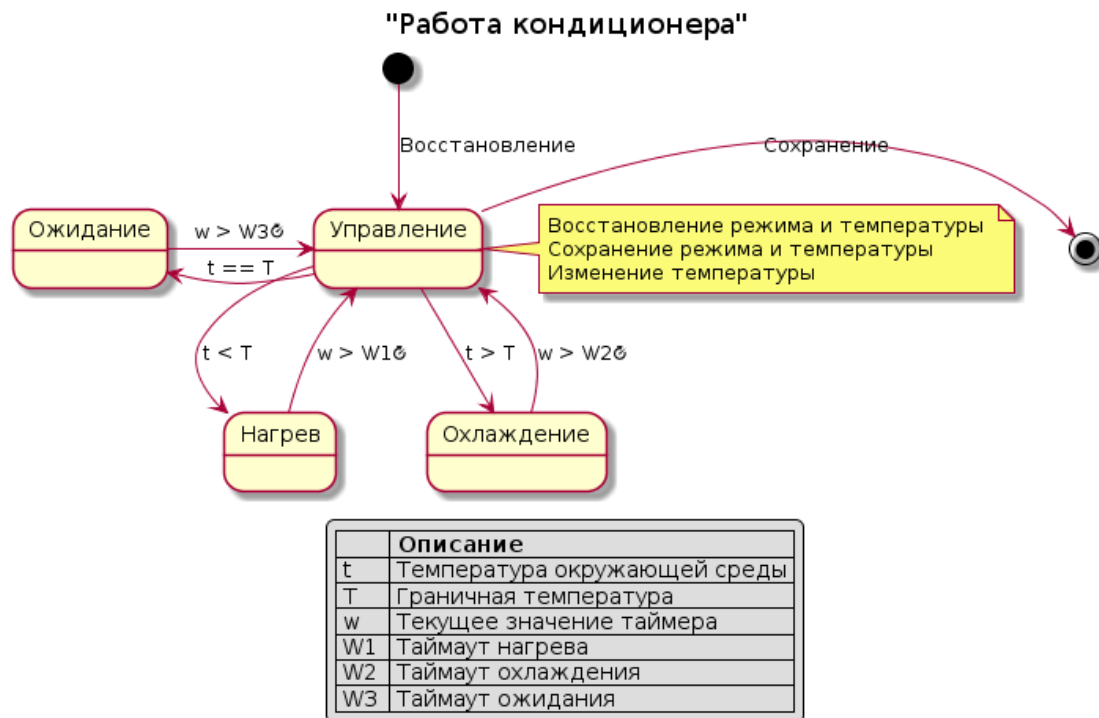 "Работа кондиционера"
Восстановление
Сохранение
Ожидание
w > W3⥀
Управление
t == T
Восстановление режима и температуры
Сохранение режима и температуры
Изменение температуры
t < T
w > W1⥀
t > T
w > W2⥀
Нагрев
Охлаждение
Описание
t Температура окружающей среды
T Граничная температура
w Текущее значение таймера
W1 Таймаут нагрева
W2 Таймаут охлаждения
W3 Таймаут ожидания